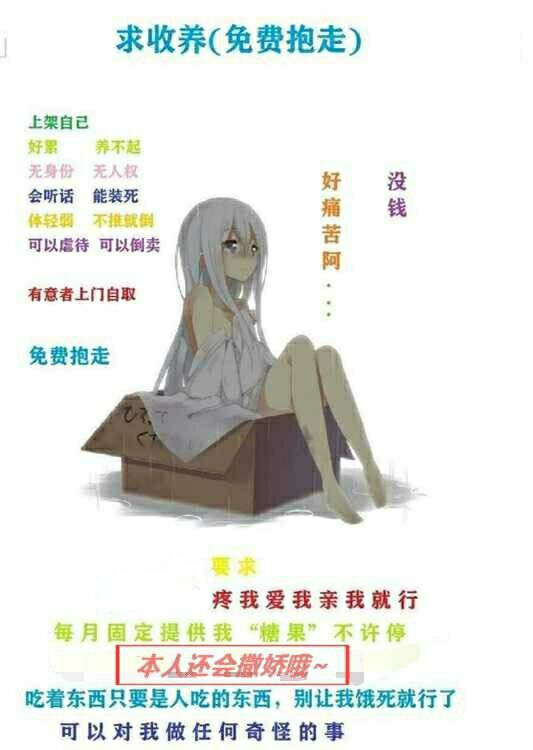 求收养(免费抱走)
上架自己
好累 养不起
无身份 无人权
会听话 能装死
体轻弱 不推就倒
可以虐待 可以倒卖
有意者上门自取
免费抱走
没钱
好痛苦阿...
要求
疼我爱我亲我就行
每月固定提供我“糖果”不许停
本人还会撒娇哦~
吃着东西只要是人吃的东西，别让我饿死就行了
可以对我做任何奇怪的事